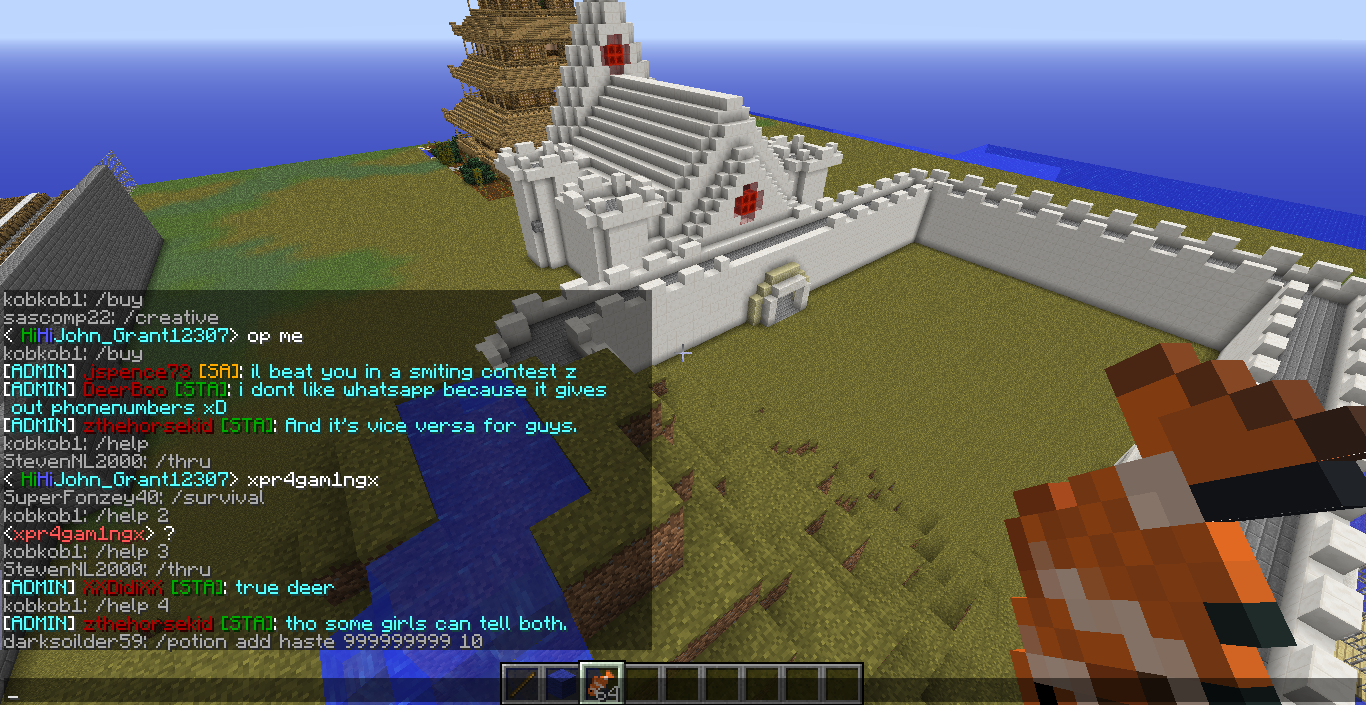 kobkob1: /buy
sascomp22: /creative
< HiHiJohn_Grant12307> op me
kobkob1: /buy
[ADMIN] jspence73 [SA]: il beat you in a smiting contest z
[ADMIN] DeerBoo [STA]: i dont like whatsapp because it gives
out phonenumbers xD
[ADMIN] zthehorsekid [STA]: And it's vice versa for guys.
kobkob1: /help
StevenNL2000: /thru
< HiHiJohn_Grant12307> xpr4gam1ngx
SuperFonzey40: /survival
kobkob1: /help 2
<xpr4gam1ngx> ?
kobkob1: /help 3
StevenNL2000: /thru
[ADMIN] XXDidiXX [STA]: true deer
kobkob1: /help 4
[ADMIN] zthehorsekid [STA]: tho some girls can tell both.
darksoilder59: /potion add haste 999999999 10
64
_